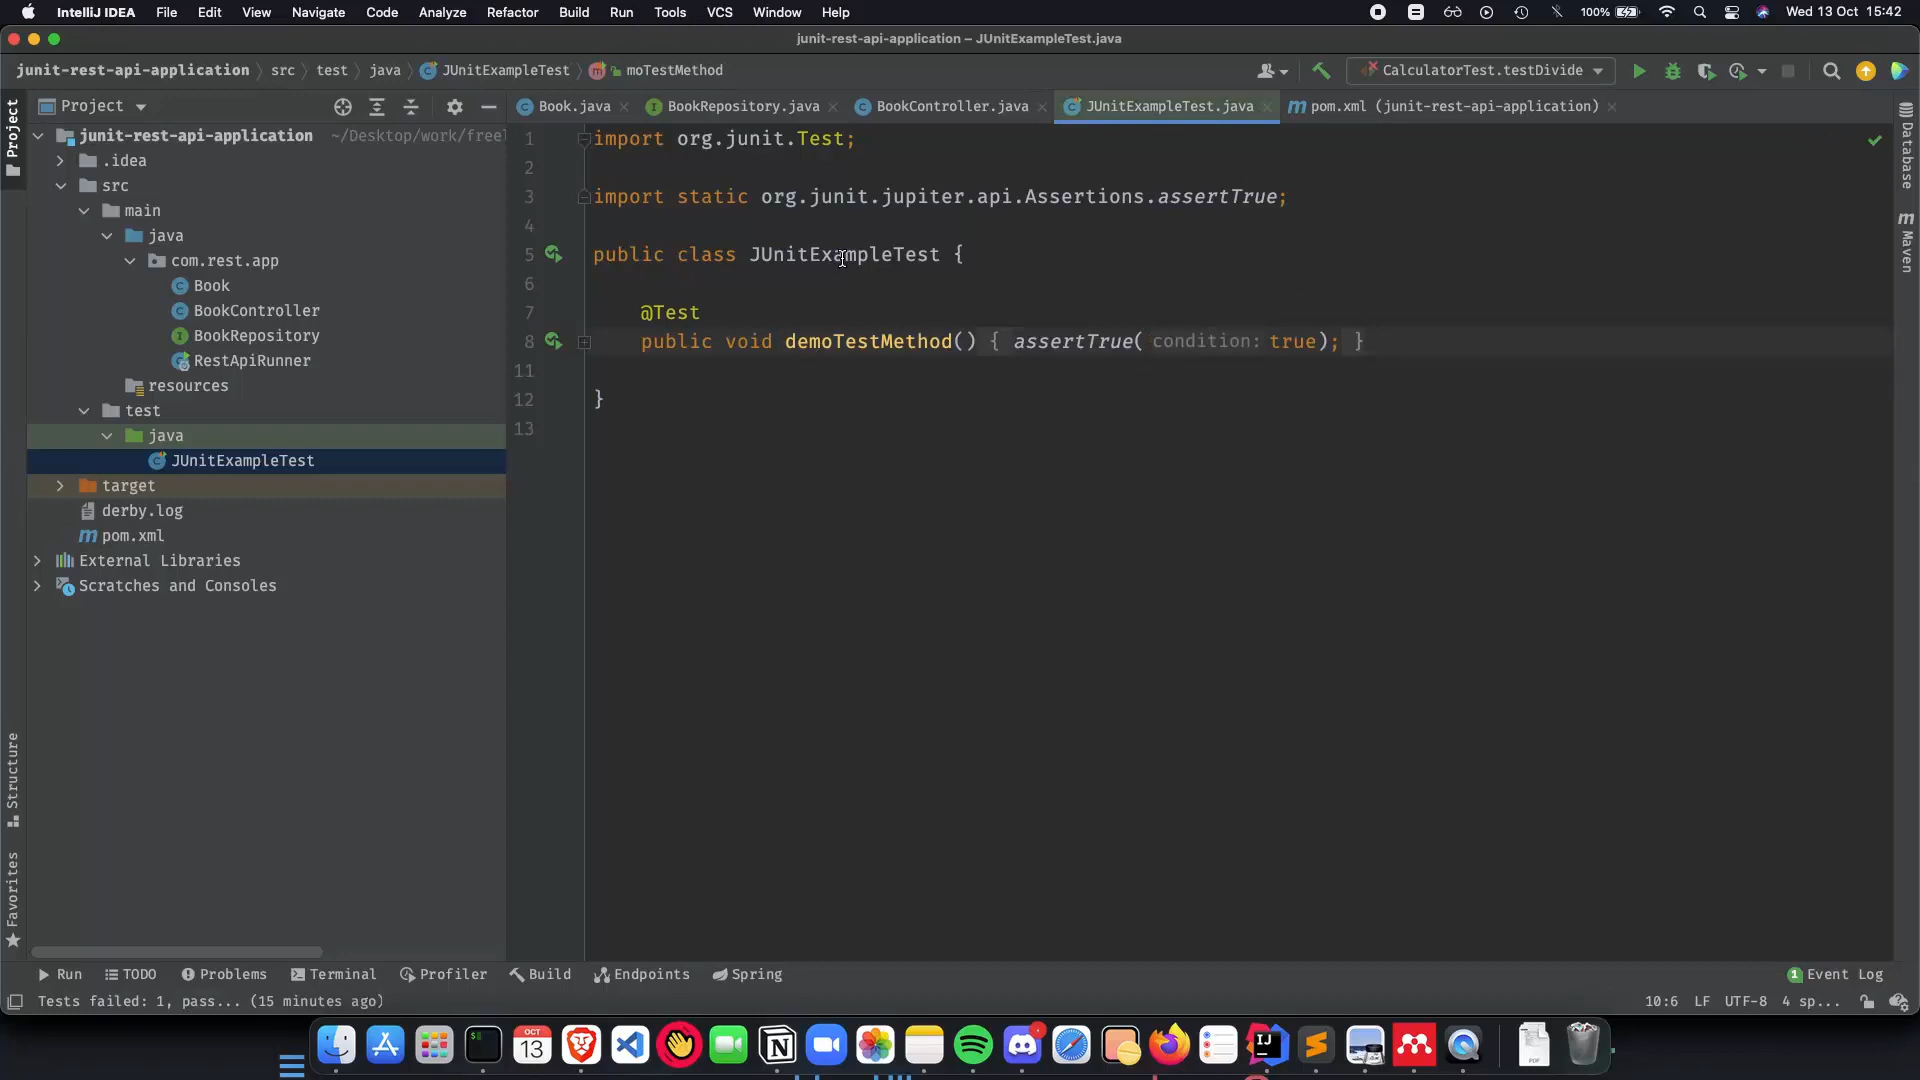 IntelliJ IDEA File Edit View Navigate Code Analyze Refactor Build Run Tools VCS Window Help 100% Wed 13 Oct 15:42
junit-rest-api-application – JUnitExampleTest.java
junit-rest-api-application src test java JUnitExampleTest moTestMethod CalculatorTest.testDivide
Project Book.java BookRepository.java BookController.java JUnitExampleTest.java pom.xml (junit-rest-api-application)
Project
Database
Maven
junit-rest-api-application ~/Desktop/work/freel
.idea
src
main
java
com.rest.app
Book
BookController
BookRepository
RestApiRunner
resources
test
java
JUnitExampleTest
target
derby.log
pom.xml
External Libraries
Scratches and Consoles
1 import org.junit.Test;
2
3 import static org.junit.jupiter.api.Assertions.assertTrue;
4
5 public class JUnitExampleTest {
6
7 @Test
8 public void demoTestMethod() { assertTrue( condition: true); }
11
12 }
13
Structure
Favorites
Run TODO Problems Terminal Profiler Build Endpoints Spring 1 Event Log
Tests failed: 1, pass... (15 minutes ago) 10:6 LF UTF-8 4 sp...
OCT
13
IJ
PDF